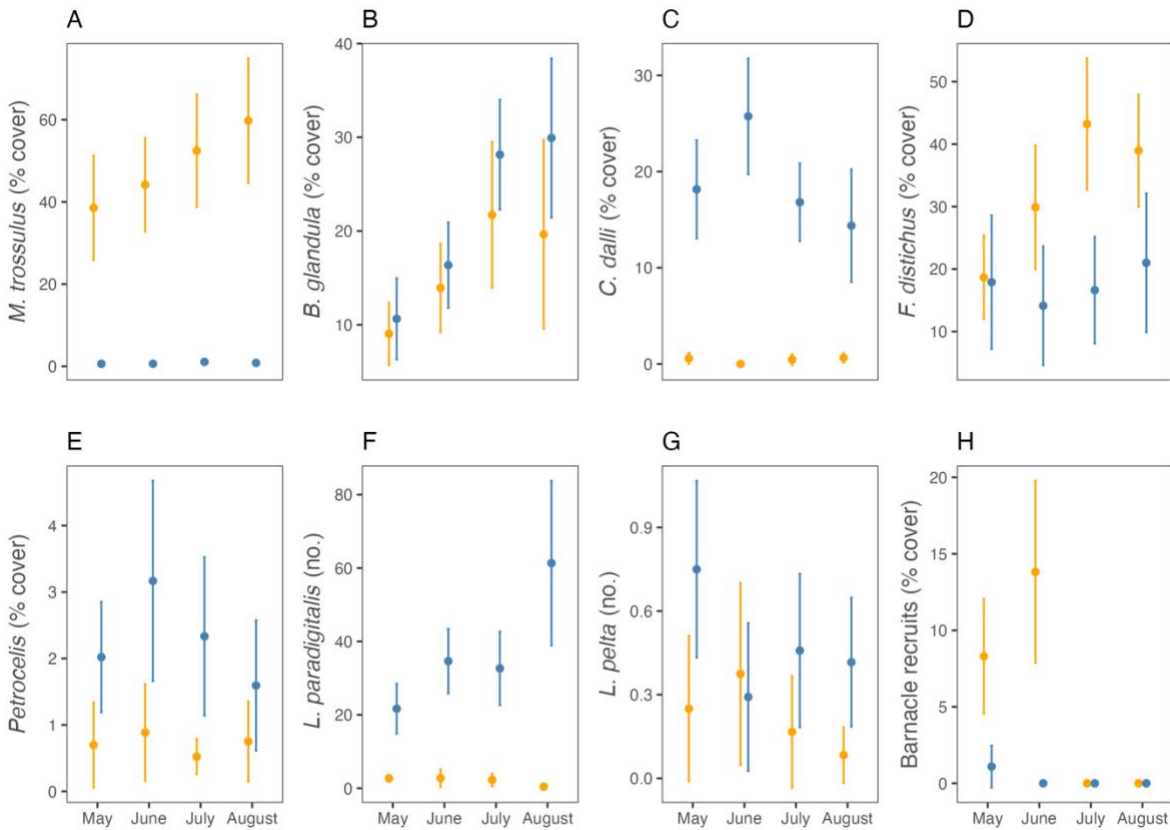 A
B
C
D
M. trossulus (% cover)
60
40
20
0
B. glandula (% cover)
40
30
20
10
C. dalli (% cover)
30
20
10
0
F. distichus (% cover)
50
40
30
20
10
E
F
G
H
Petrocelis (% cover)
4
3
2
1
0
L. paradigitalis (no.)
80
60
40
20
0
L. pelta (no.)
0.9
0.6
0.3
0.0
Barnacle recruits (% cover)
20
15
10
5
0
May June July August
May June July August
May June July August
May June July August